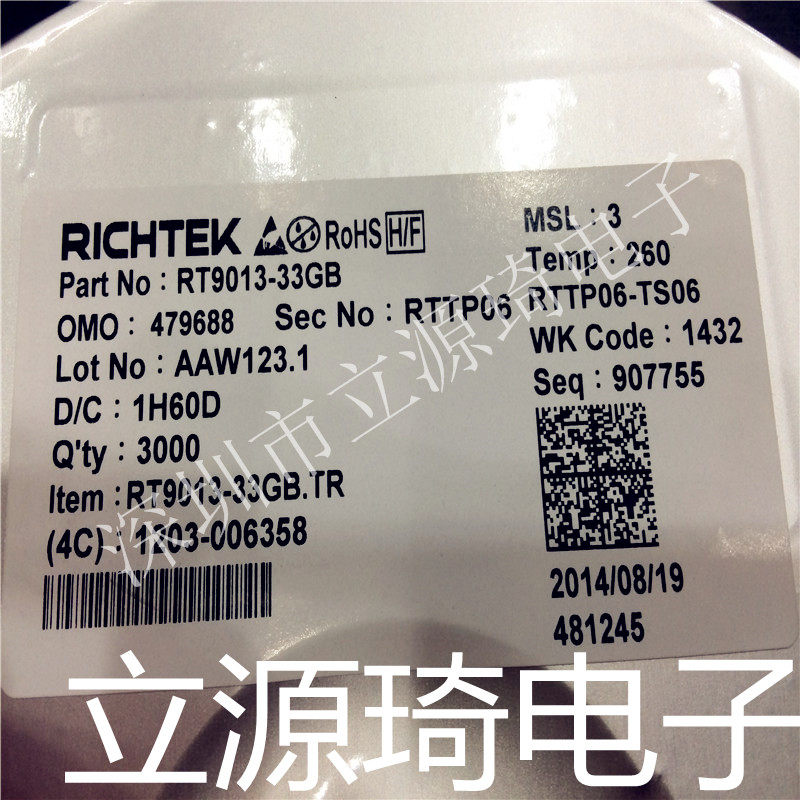 RICHTEK RoHS H/F
Part No : RT9013-33GB
OMO : 479688 Sec No : RTTP06 RTTP06-TS06
Lot No : AAW123.1
D/C : 1H60D
Q'ty : 3000
Item : RT9013-33GB.TR
(4C) : 1203-006358
MSL : 3
Temp : 260
WK Code : 1432
Seq : 907755
2014/08/19
481245
深圳市立源琦电子
立源琦电子